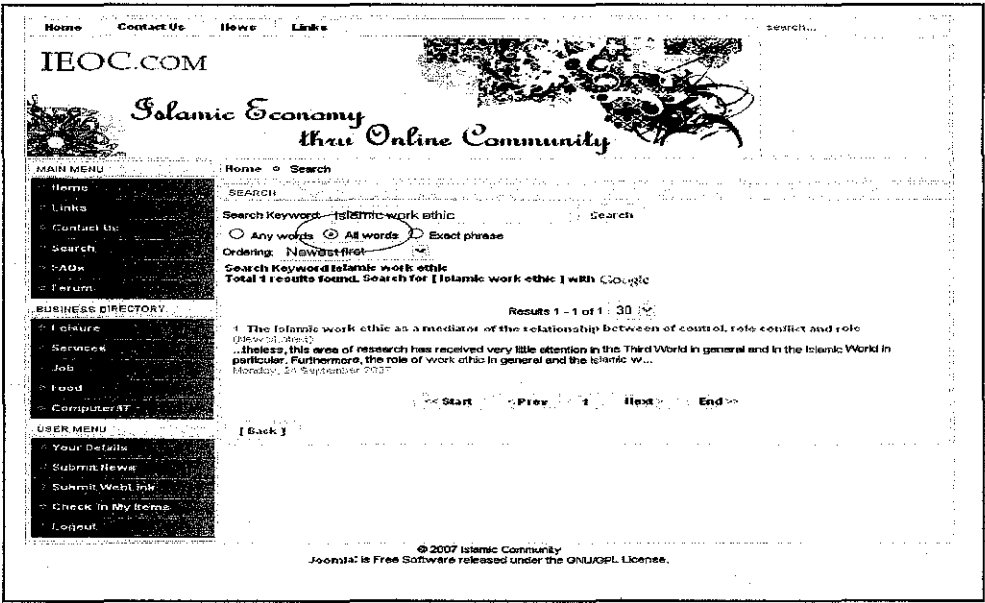 Home Contact Us News Links search...
IEOC.COM
Islamic Economy
thru Online Community
MAIN MENU
Home
Links
Contact Us
Search
FAQs
Forum
BUSINESS DIRECTORY
Leisure
Services
Job
Food
Computer/IT
USER MENU
Your Details
Submit News
Submit WebLink
Check In My Items
Logout
Home Search
SEARCH
Search Keyword: islamic work ethic Search
Any words All words Exact phrase
Ordering: Newest first
Search Keyword islamic work ethic
Total 1 results found. Search for [ islamic work ethic ] with Google
Results 1 - 1 of 1 30
1. The Islamic work ethic as a mediator of the relationship between of control, role conflict and role
...theless, this area of research has received very little attention in the Third World in general and in the Islamic World in
particular. Furthermore, the role of work ethic in general and the Islamic w...
Monday, 24 September 2007
<< Start < Prev 1 Next > End >>
[ Back ]
© 2007 Islamic Community
Joomla! is Free Software released under the GNU/GPL License.